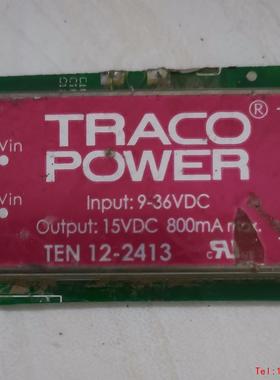 Vin
TRACO ®
POWER
Vin
Input: 9-36VDC
Output: 15VDC 800mA max.
TEN 12-2413